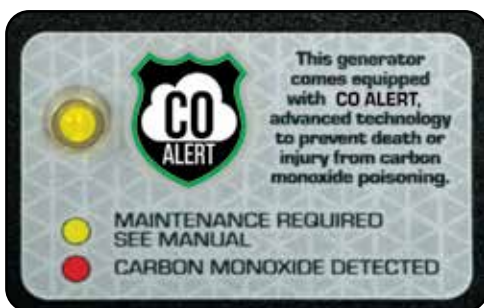 CO
ALERT
This generator
comes equipped
with CO ALERT,
advanced technology
to prevent death or
injury from carbon
monoxide poisoning.
MAINTENANCE REQUIRED
SEE MANUAL
CARBON MONOXIDE DETECTED